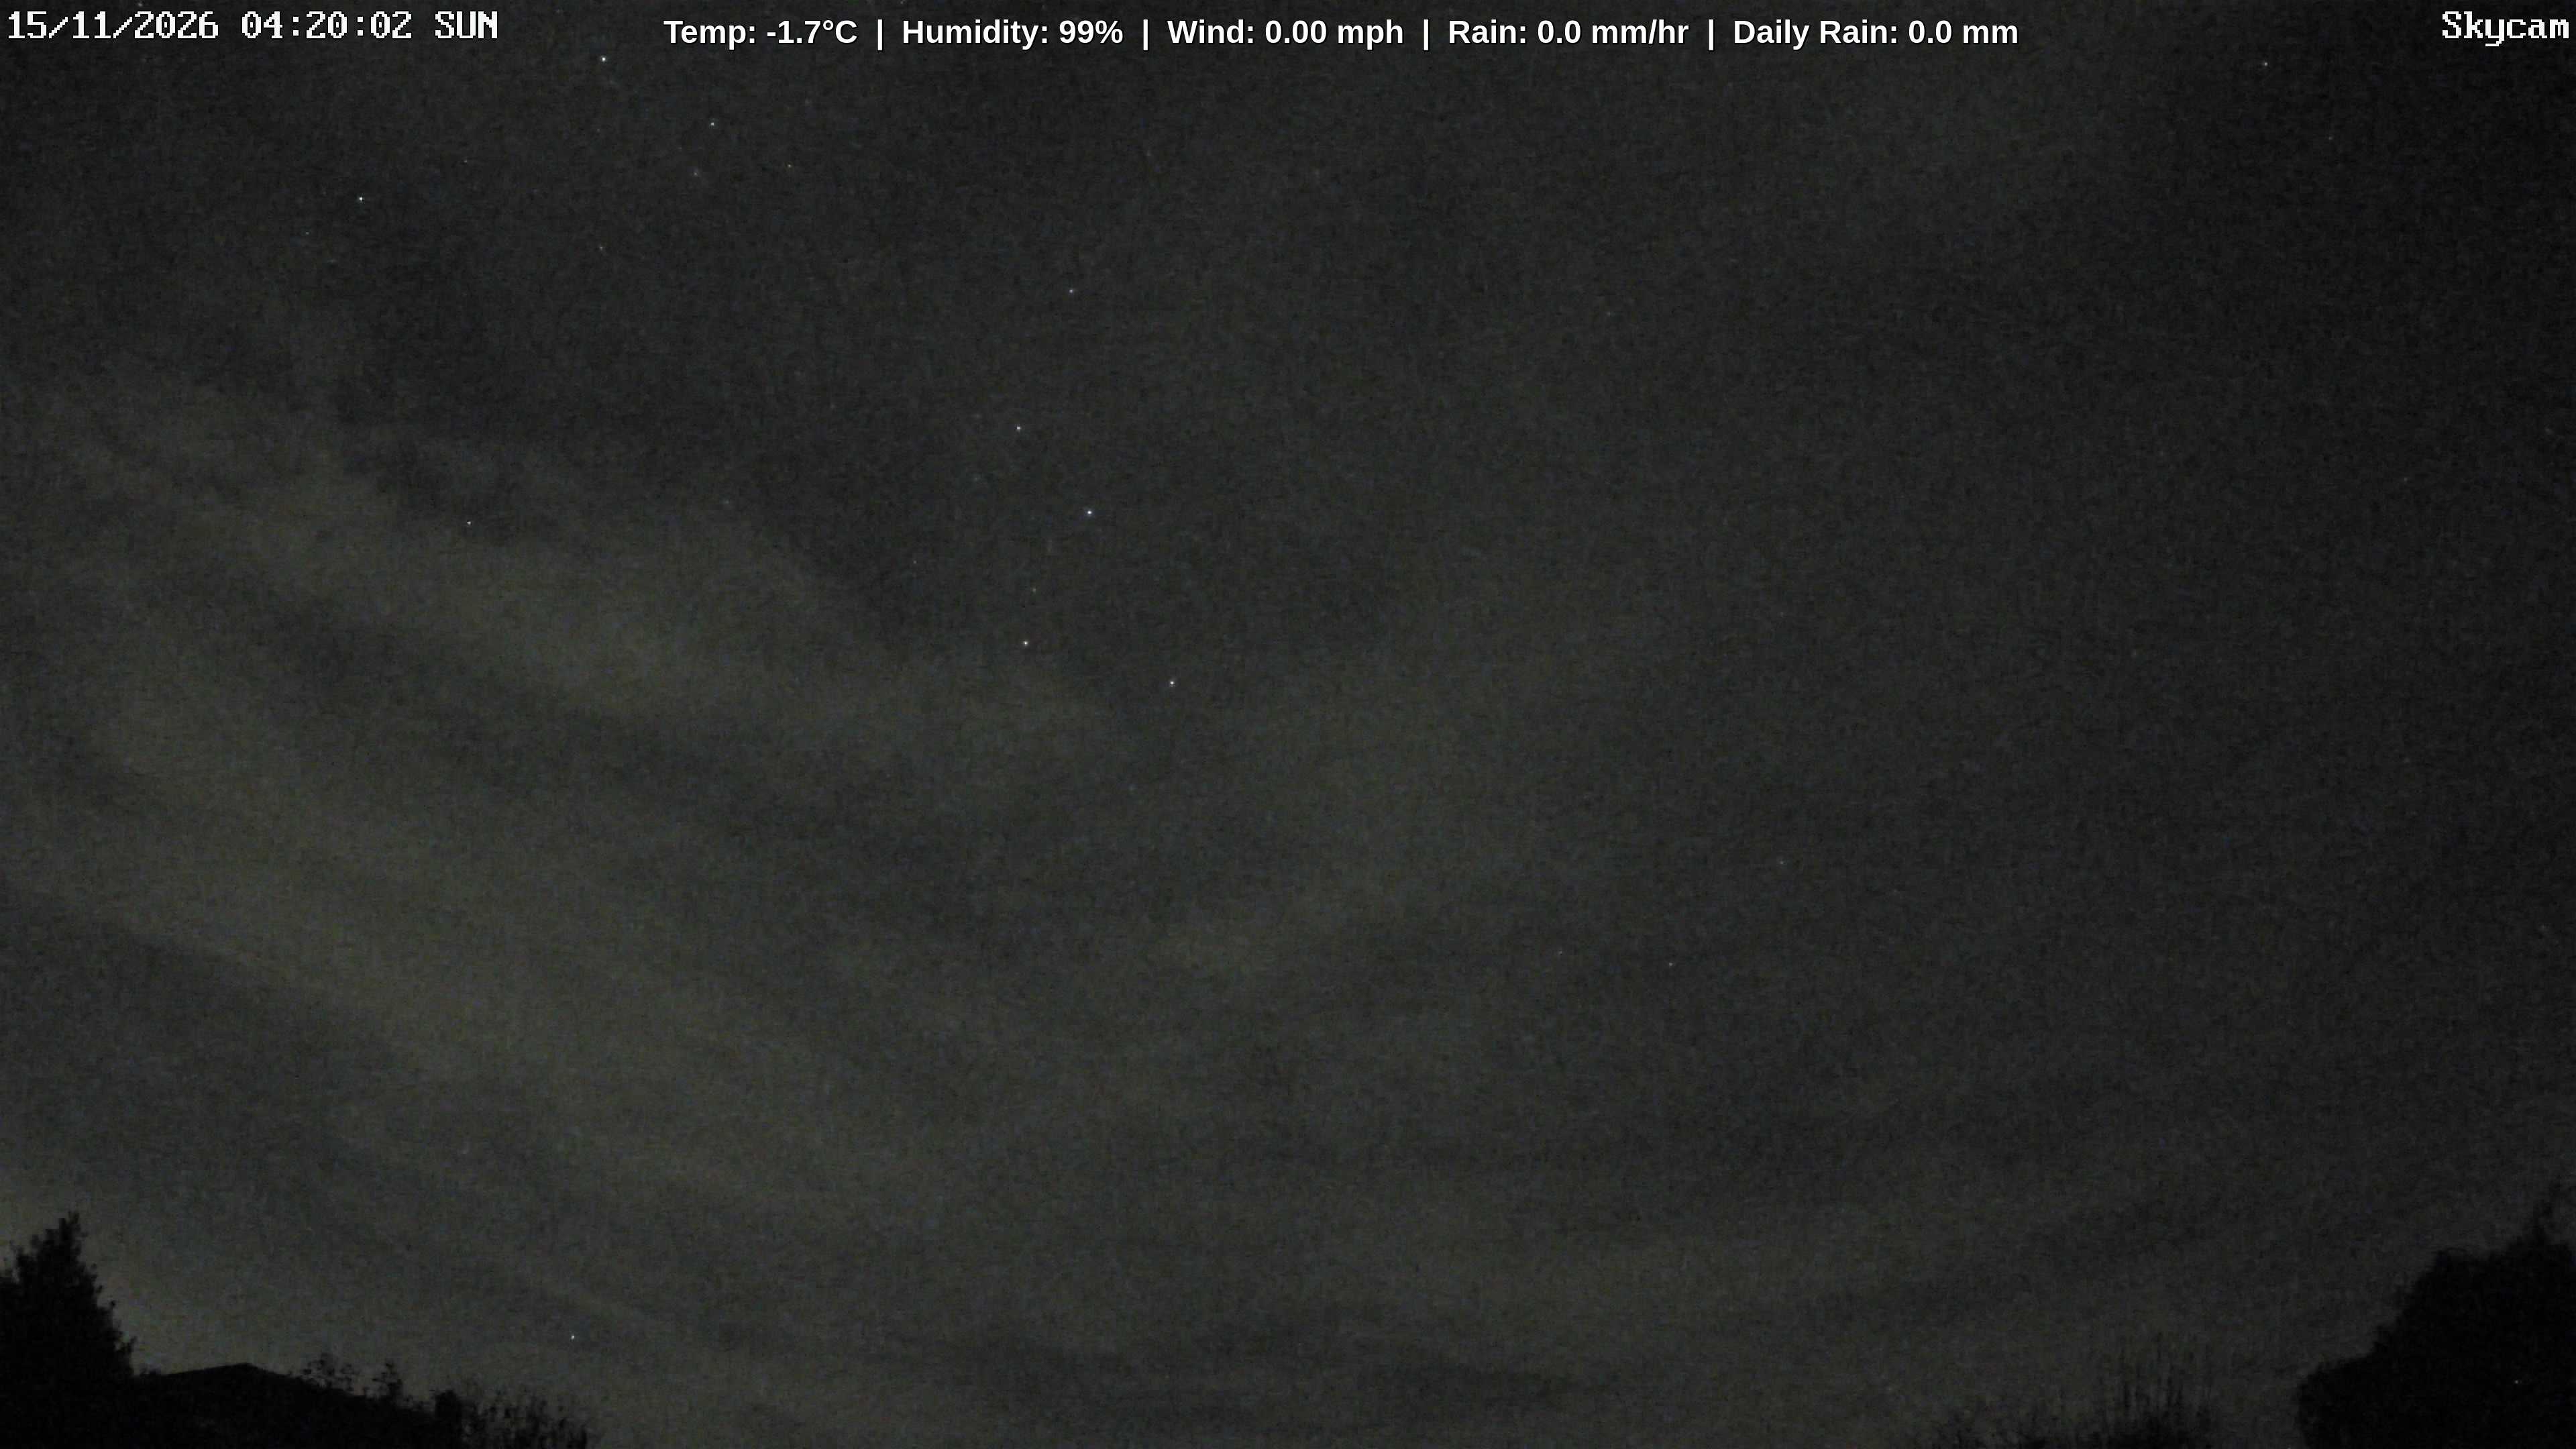 15/11/2026 04:20:02 SUN
Temp: -1.7°C | Humidity: 99% | Wind: 0.00 mph | Rain: 0.0 mm/hr | Daily Rain: 0.0 mm
Skycam